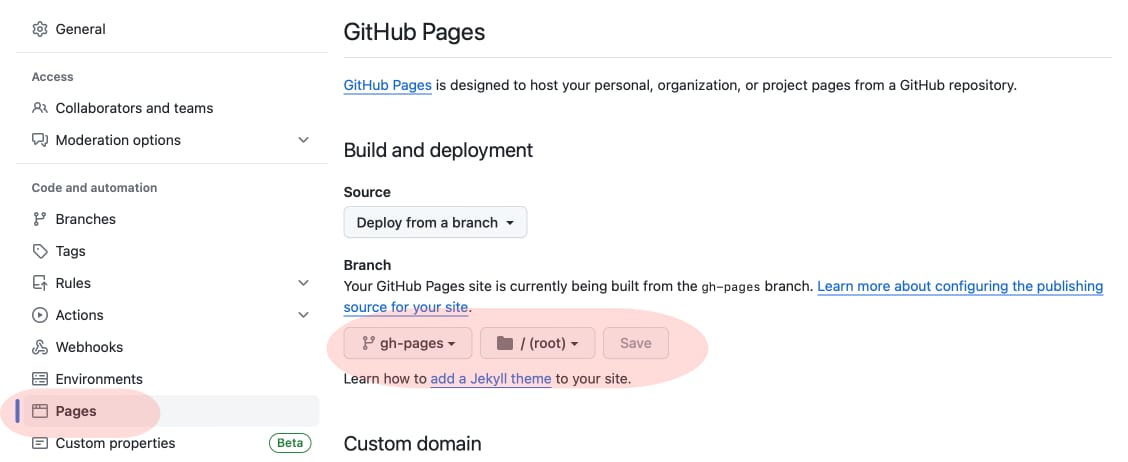 General
Access
Collaborators and teams
Moderation options
Code and automation
Branches
Tags
Rules
Actions
Webhooks
Environments
Pages
Custom properties Beta
GitHub Pages
GitHub Pages is designed to host your personal, organization, or project pages from a GitHub repository.
Build and deployment
Source
Deploy from a branch
Branch
Your GitHub Pages site is currently being built from the gh-pages branch. Learn more about configuring the publishing
source for your site.
gh-pages / (root) Save
Learn how to add a Jekyll theme to your site.
Custom domain